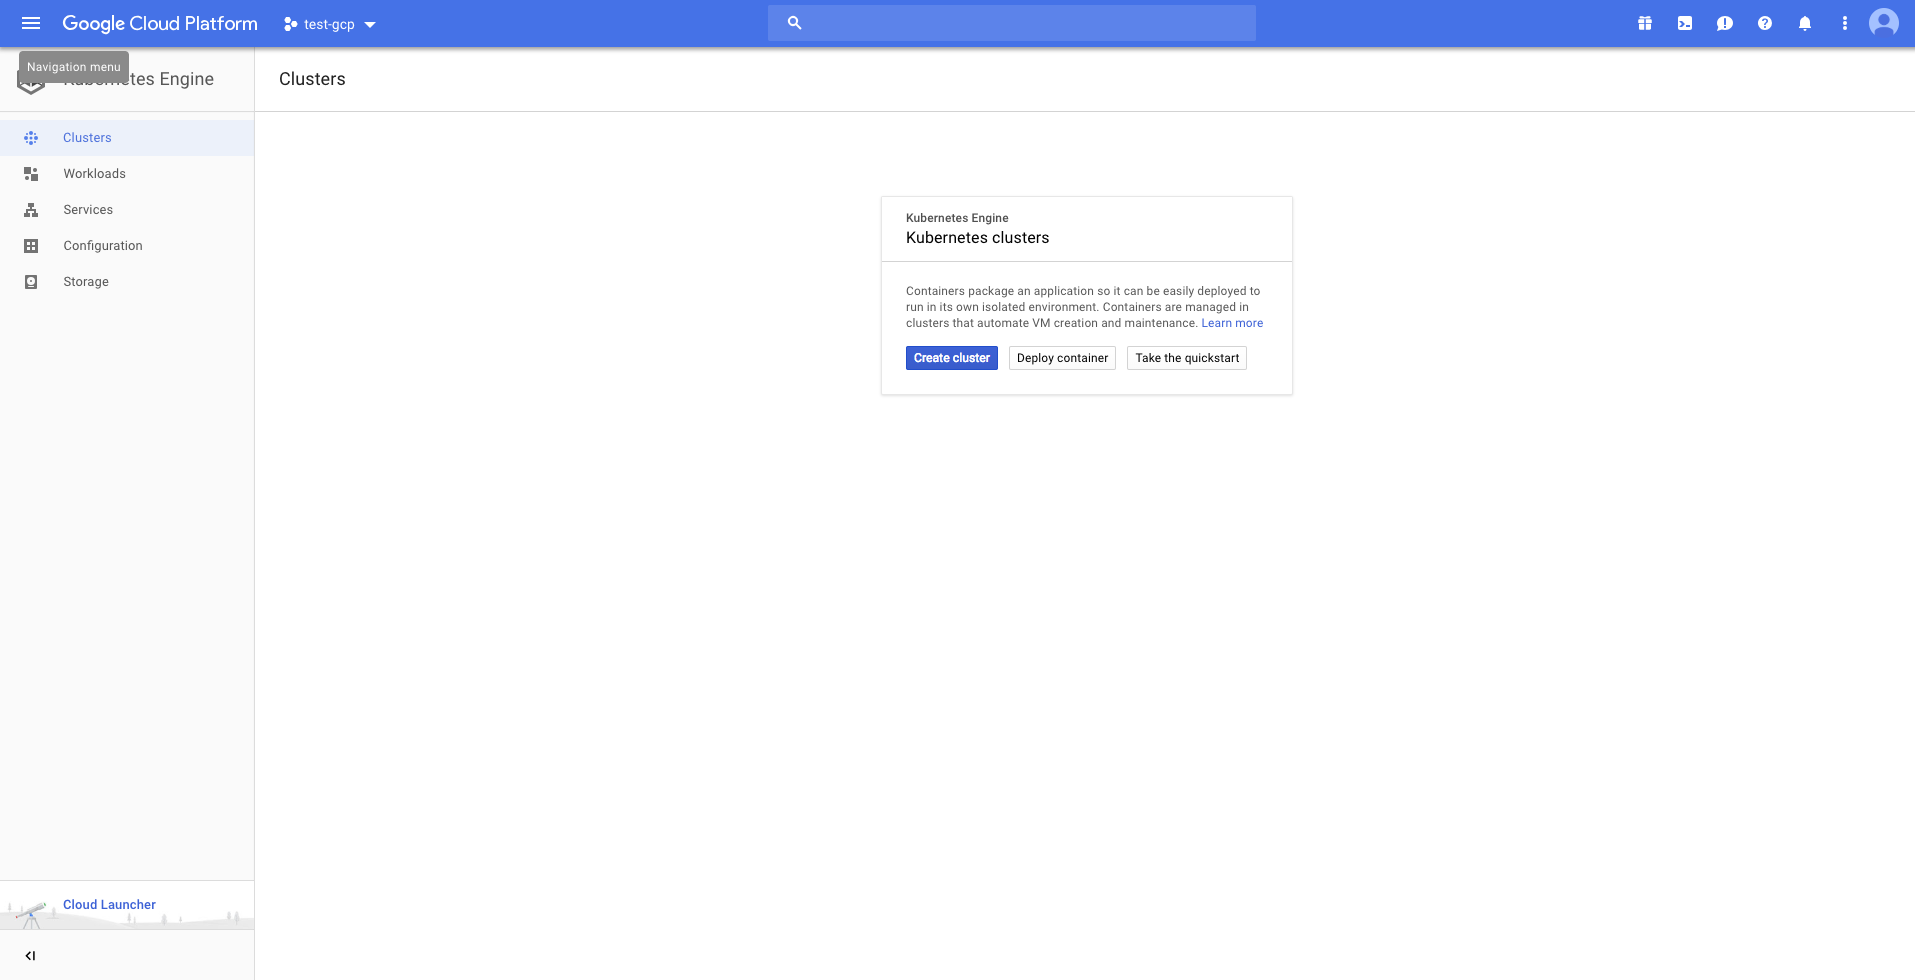 Google Cloud Platform
test-gcp
Navigation menu
Kubernetes Engine
Clusters
Clusters
Workloads
Services
Configuration
Storage
Kubernetes Engine
Kubernetes clusters
Containers package an application so it can be easily deployed to
run in its own isolated environment. Containers are managed in
clusters that automate VM creation and maintenance. Learn more
Create cluster
Deploy container
Take the quickstart
Cloud Launcher